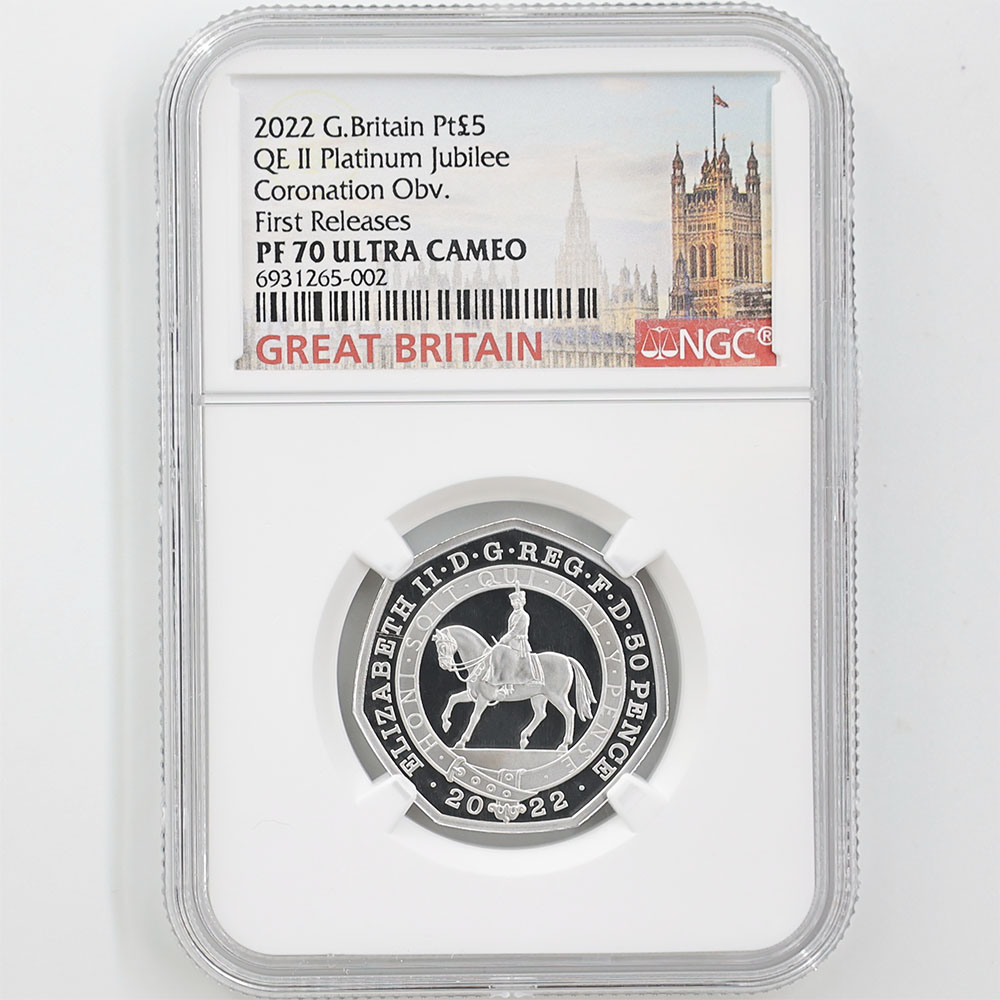 2022 G.Britain Pt£5
QE II Platinum Jubilee
Coronation Obv.
First Releases
PF 70 ULTRA CAMEO
6931265-002
GREAT BRITAIN
NGC®
ELIZABETH II·D·G·REG·F·D·50 PENCE
·2022·
HONI·SOIT·QUI·MAL·Y·PENSE